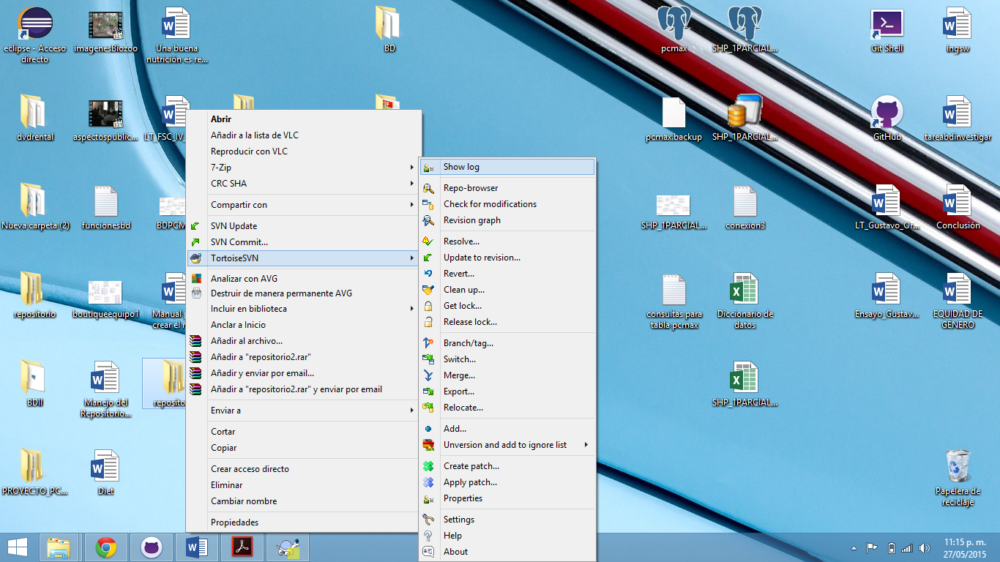 eclipse - Acceso
directo
imagenesBiozoo
Una buena
nutrición es re...
BD
pcmax
SHP_1PARCIAL...
Git Shell
ingsw
dvdrental
aspectospublic...
LT_FSC_IV_
pcmax.backup
SHP_1PARCIAL...
GitHub
tareabdinvestigar
Nueva carpeta (2)
funcionesbd
BDPCM
SHP_1PARCIAL...
conexion3
LT_Gustavo_Or...
Conclusión
repositorio
boutiqueequipo1
Manual
crear el r
consultas para
tabla pcmax
Diccionario de
datos
Ensayo_Gustav...
EQUIDAD DE
GÉNERO
BDII
Manejo del
Repositorio...
reposito
SHP_1PARCIAL...
PROYECTO_PC...
Diet
Papelera de
reciclaje
Abrir
Añadir a la lista de VLC
Reproducir con VLC
7-Zip
CRC SHA
Compartir con
SVN Update
SVN Commit...
TortoiseSVN
Analizar con AVG
Destruir de manera permanente AVG
Incluir en biblioteca
Anclar a Inicio
Añadir al archivo...
Añadir a "repositorio2.rar"
Añadir y enviar por email...
Añadir a "repositorio2.rar" y enviar por email
Enviar a
Cortar
Copiar
Crear acceso directo
Eliminar
Cambiar nombre
Propiedades
Show log
Repo-browser
Check for modifications
Revision graph
Resolve...
Update to revision...
Revert...
Clean up...
Get lock...
Release lock...
Branch/tag...
Switch...
Merge...
Export...
Relocate...
Add...
Unversion and add to ignore list
Create patch...
Apply patch...
Properties
Settings
Help
About
11:15 p. m.
27/05/2015